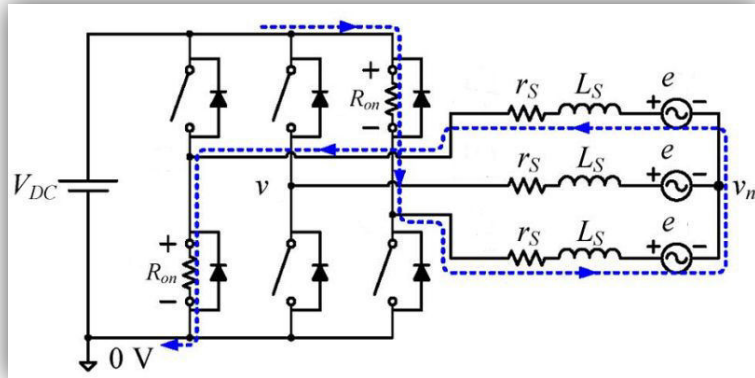 +
R_on
−
r_S L_S e
+ −
V_DC
v
r_S L_S e
+ −
v_n
r_S L_S e
+ −
+
R_on
−
0 V